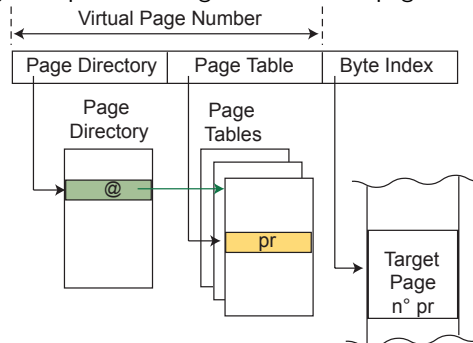 Virtual Page Number
Page Directory Page Table Byte Index
Page
Directory
Page
Tables
@
pr
Target
Page
n° pr